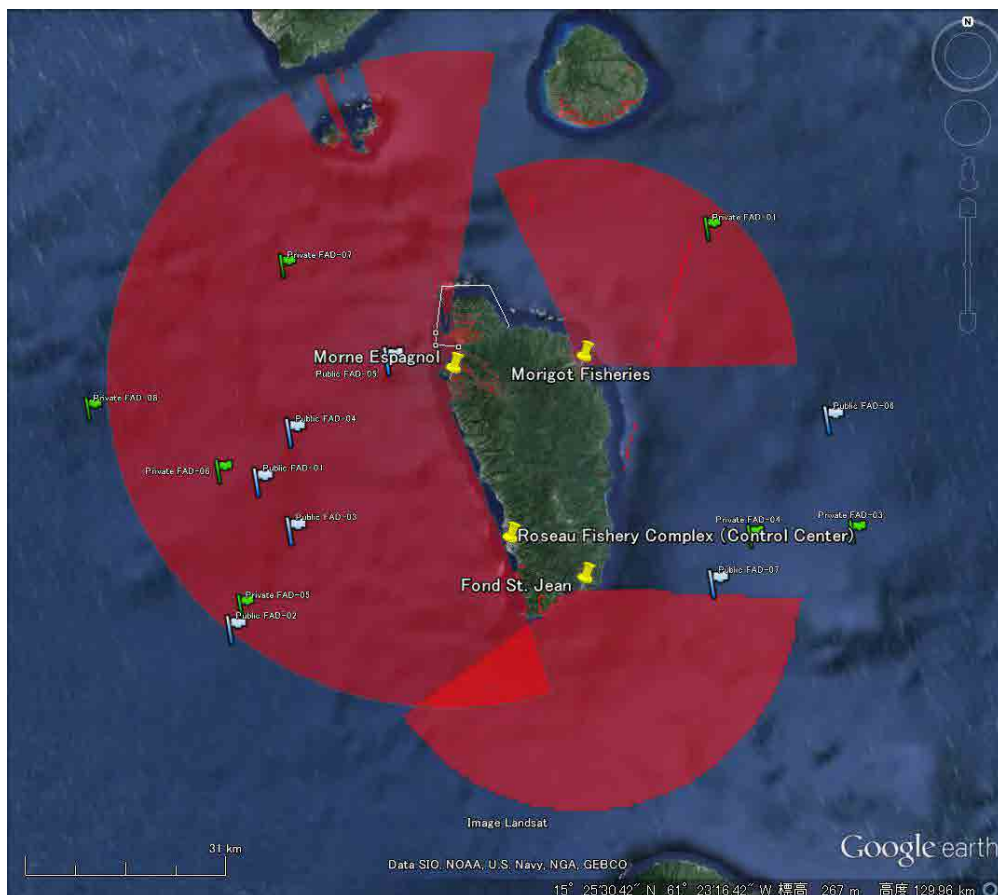 N
Private FAD-01
Private FAD-07
Morne Espagnol
Public FAD-05
Morigot Fisheries
Private FAD-08
Public FAD-04
Public FAD-06
Private FAD-06
Public FAD-01
Public FAD-03
Private FAD-04
Private FAD-03
Roseau Fishery Complex (Control Center)
Fond St. Jean
Public FAD-07
Private FAD-05
Public FAD-02
Image Landsat
31 km
Google earth
Data SIO, NOAA, U.S. Navy, NGA, GEBCO
15° 25'30.42" N 61° 23'16.42" W 標高 267 m 高度 129.96 km